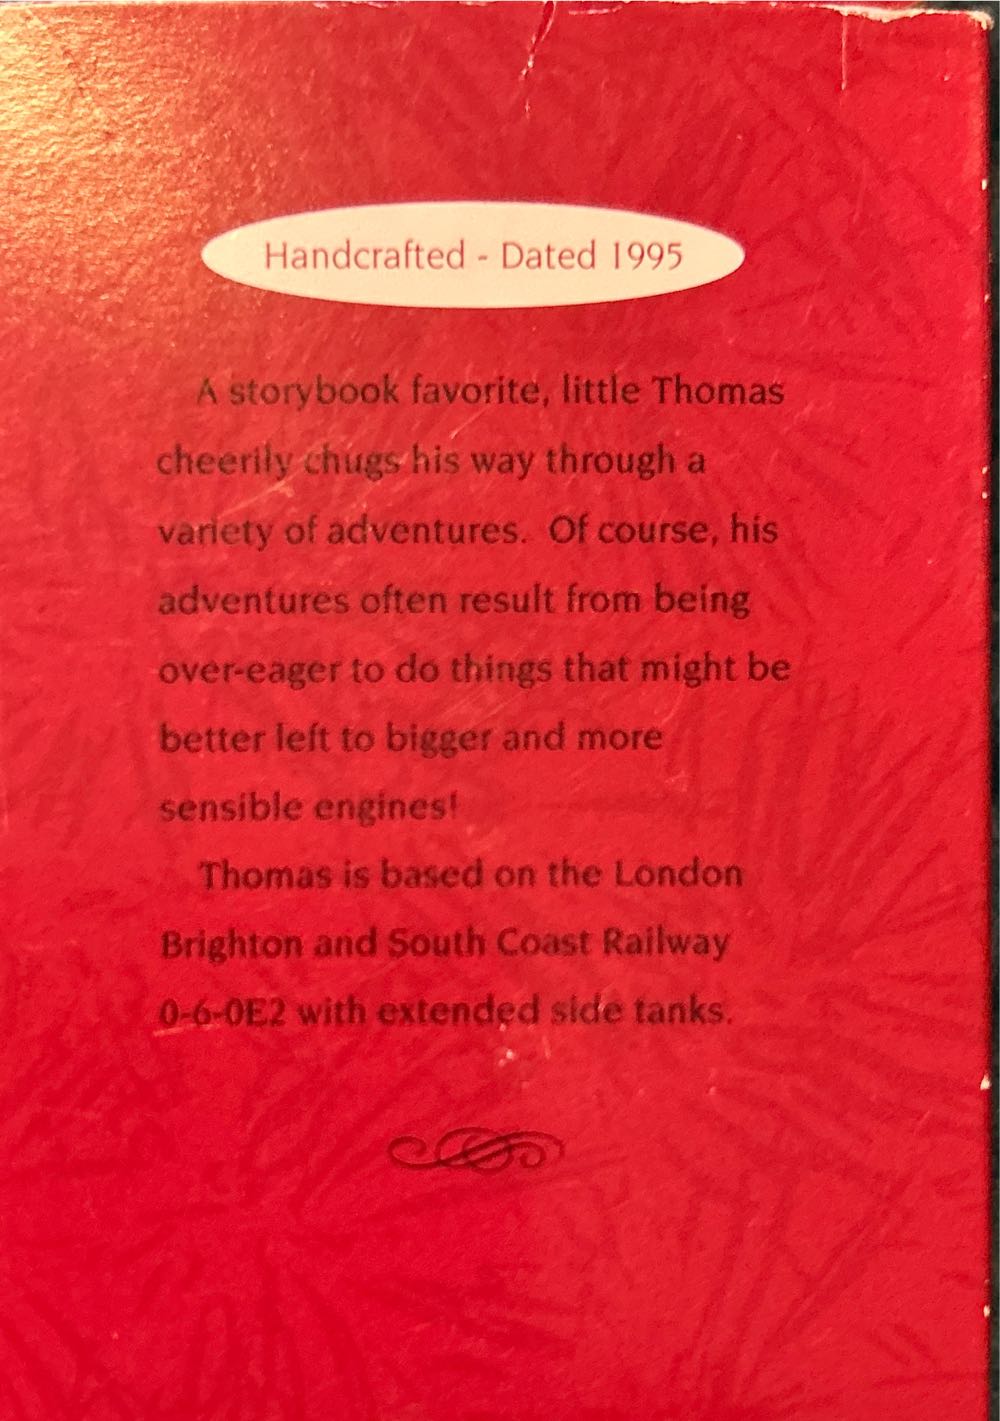 Handcrafted - Dated 1995
A storybook favorite, little Thomas
cheerily chugs his way through a
variety of adventures. Of course, his
adventures often result from being
over-eager to do things that might be
better left to bigger and more
sensible engines!
Thomas is based on the London
Brighton and South Coast Railway
0-6-0E2 with extended side tanks.